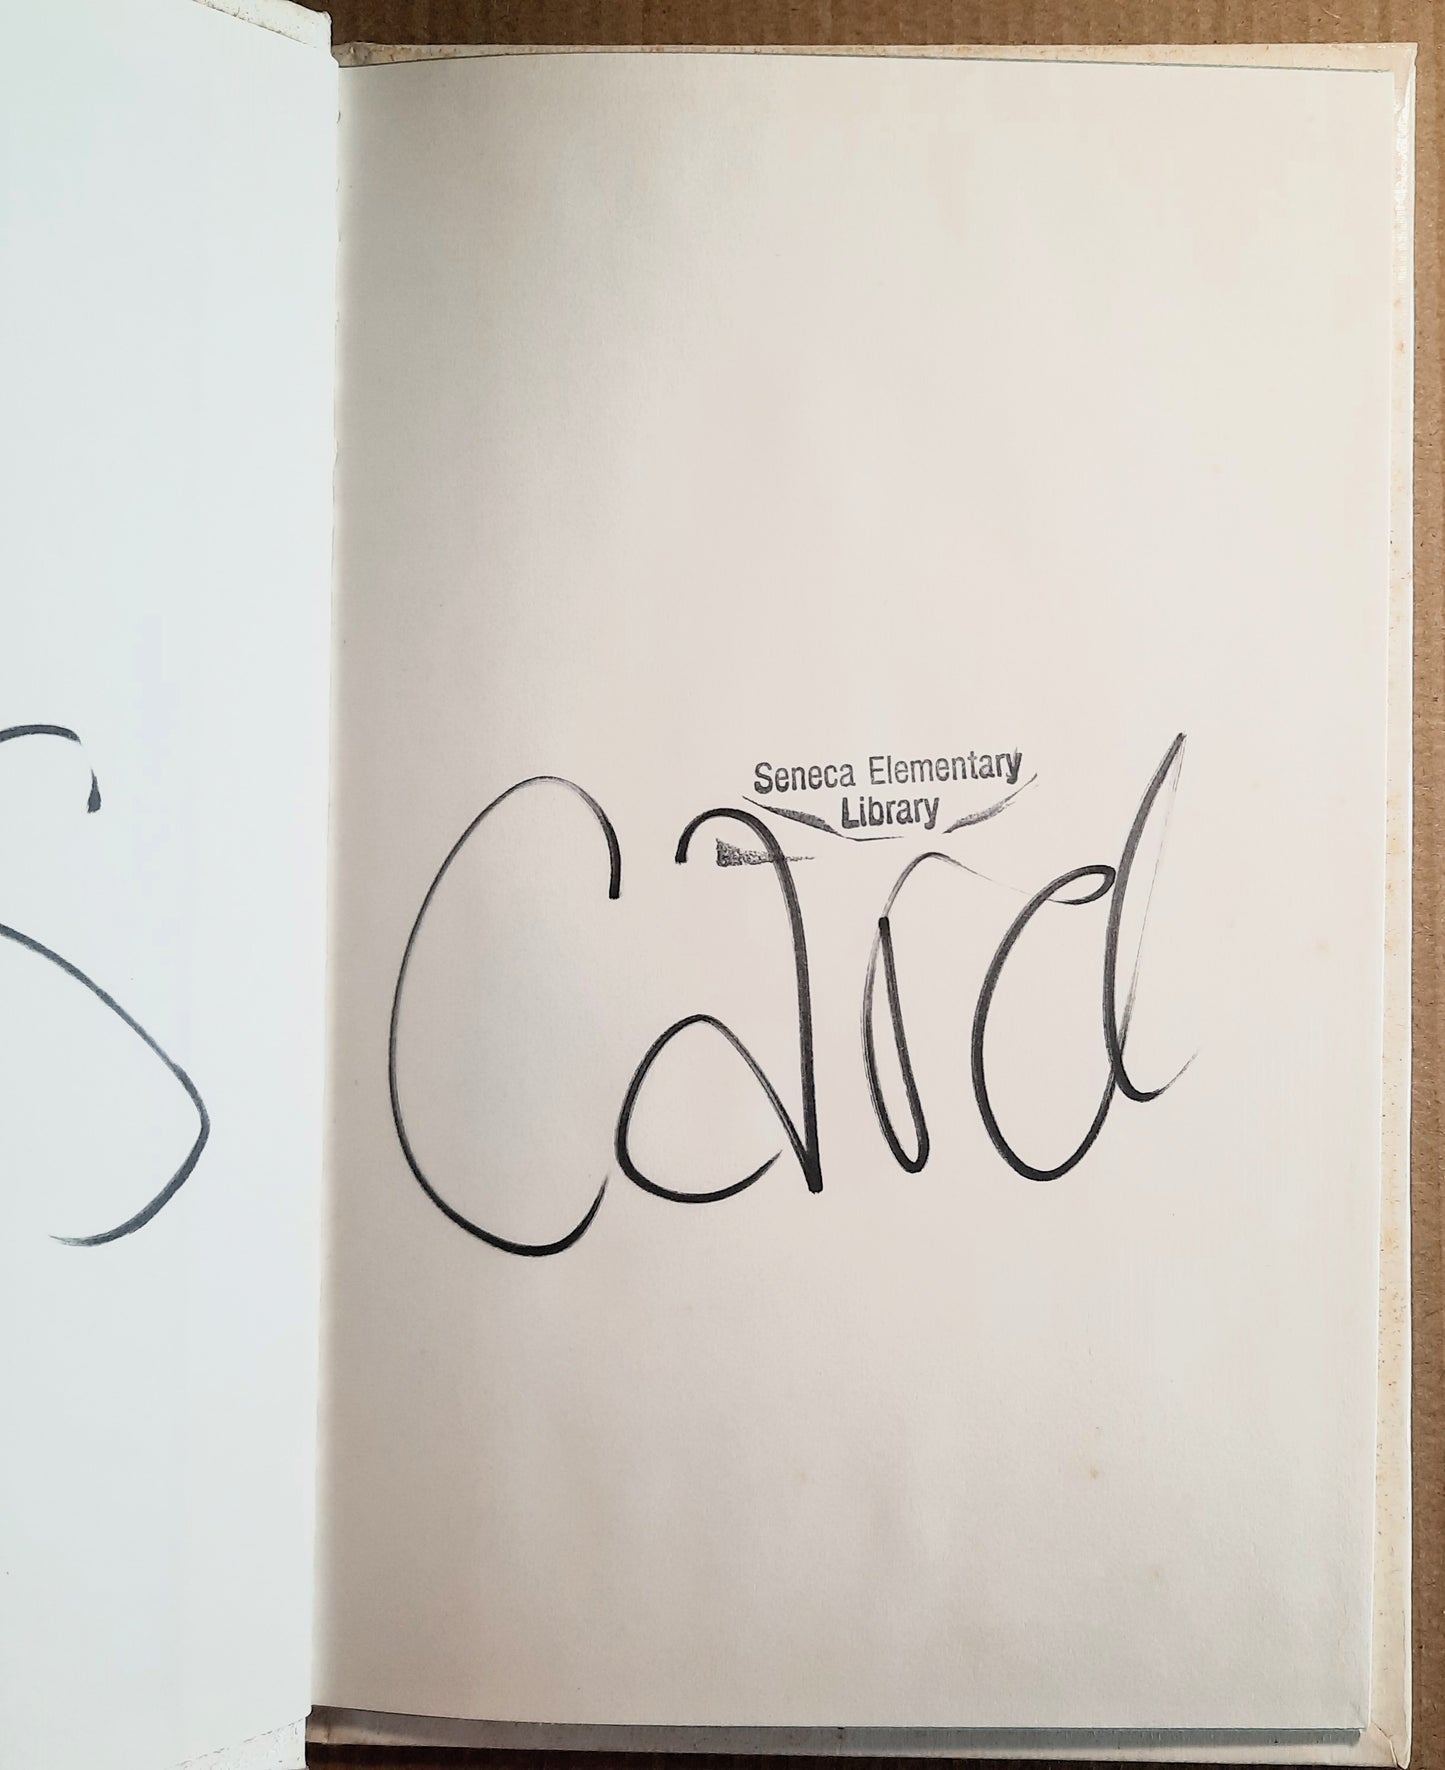 S
Seneca Elementary
Library
Card